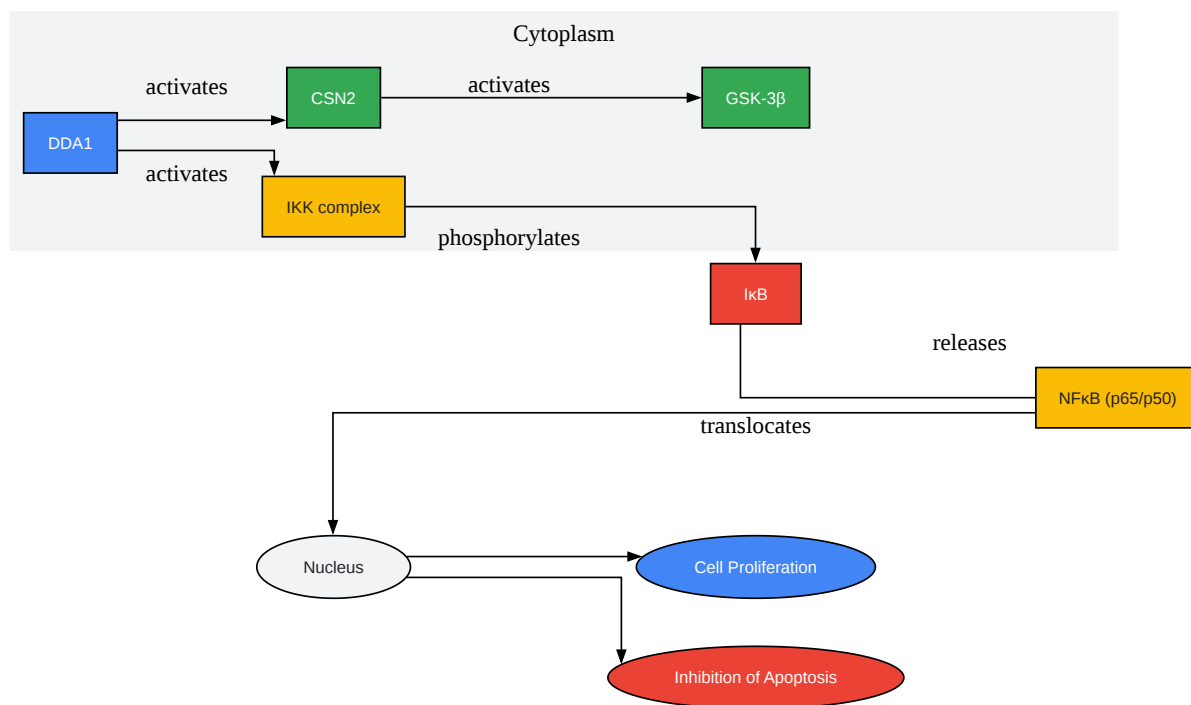 Cytoplasm
activates
CSN2
activates
GSK-3β
DDA1
activates
IKK complex
phosphorylates
IκB
releases
NFκB (p65/p50)
translocates
Nucleus
Cell Proliferation
Inhibition of Apoptosis